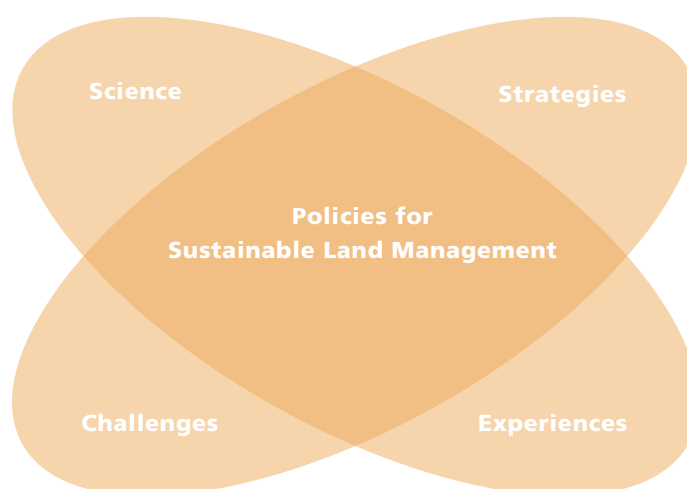 Science
Strategies
Policies for
Sustainable Land Management
Challenges
Experiences